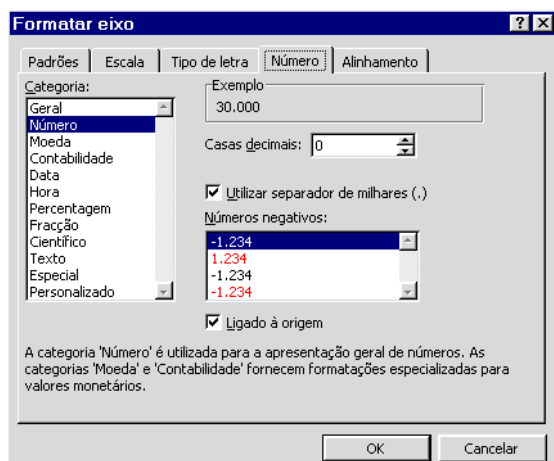 Formatar eixo
Padrões
Escala
Tipo de letra
Número
Alinhamento
Categoria:
Geral
Número
Moeda
Contabilidade
Data
Hora
Percentagem
Fracção
Científico
Texto
Especial
Personalizado
Exemplo
30.000
Casas decimais: 0
Utilizar separador de milhares (.)
Números negativos:
-1.234
1.234
-1.234
-1.234
Ligado à origem
A categoria 'Número' é utilizada para a apresentação geral de números. As
categorias 'Moeda' e 'Contabilidade' fornecem formatações especializadas para
valores monetários.
OK
Cancelar